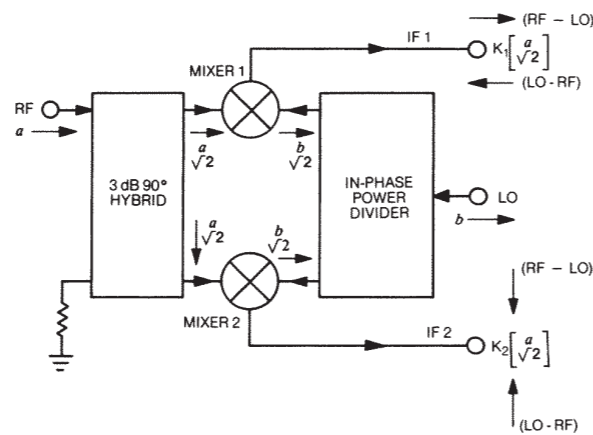 (RF – LO)
IF 1
K₁[a/√2]
MIXER 1
(LO - RF)
RF
a
a/√2
b/√2
3 dB 90°
HYBRID
IN-PHASE
POWER
DIVIDER
LO
b
a/√2
b/√2
(RF – LO)
MIXER 2
IF 2
K₂[a/√2]
(LO - RF)